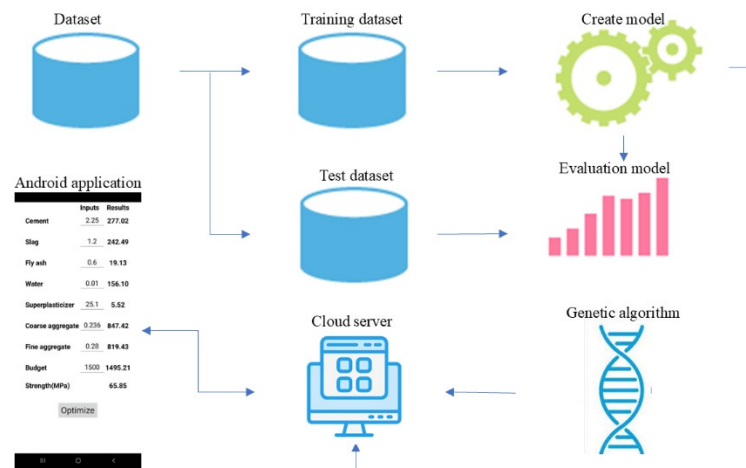 Dataset
Training dataset
Create model
Test dataset
Evaluation model
Android application
Inputs Results
Cement 2.25 277.02
Slag 1.2 242.49
Fly ash 0.6 19.13
Water 0.01 156.10
Superplasticizer 25.1 5.52
Coarse aggregate 0.236 847.42
Fine aggregate 0.28 819.43
Budget 1500 1495.21
Strength(MPa) 65.85
Optimize
Cloud server
Genetic algorithm